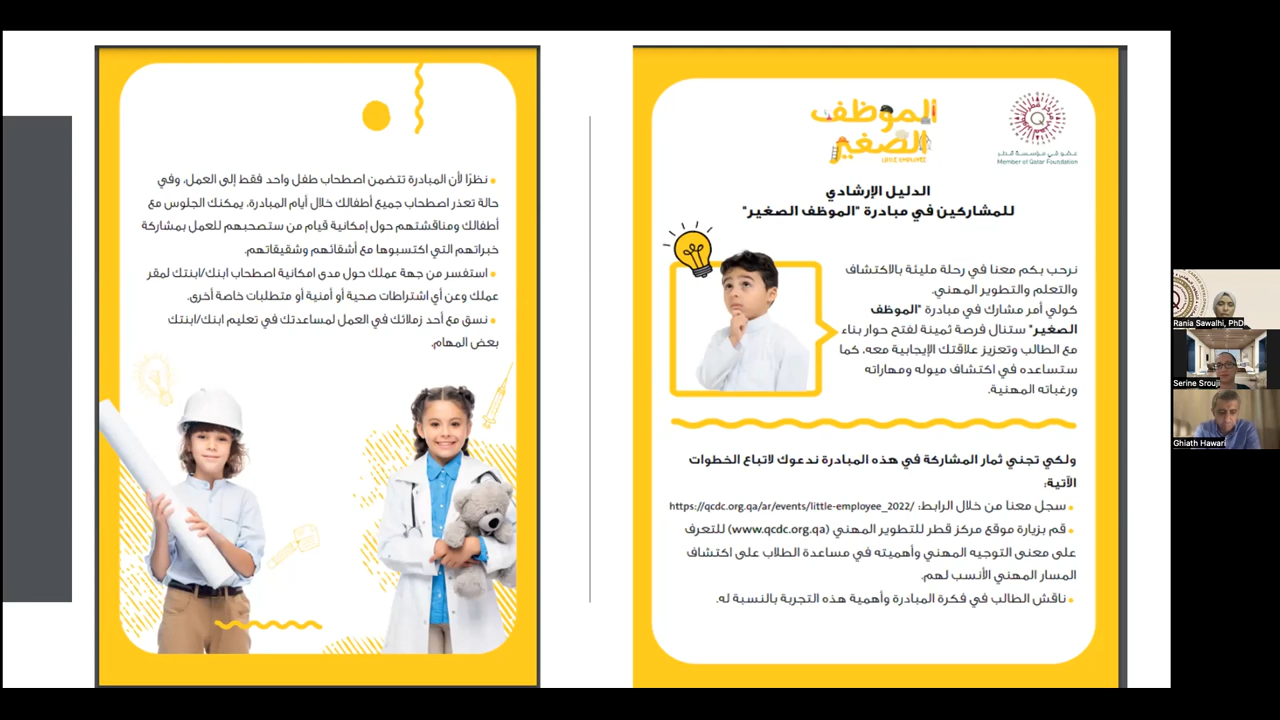 الموظف
الصغير
LITTLE EMPLOYEE
عضو في مؤسسة قطر
Member of Qatar Foundation
الدليل الإرشادي
للمشاركين في مبادرة "الموظف الصغير"
نرحب بكم معنا في رحلة مليئة بالاكتشاف
والتعلم والتطوير المهني.
كولي أمر مشارك في مبادرة "الموظف
الصغير" ستنال فرصة ثمينة لفتح حوار بناء
مع الطالب وتعزيز علاقتك الإيجابية معه، كما
ستساعده في اكتشاف ميوله ومهاراته
ورغباته المهنية.
ولكي تجني ثمار المشاركة في هذه المبادرة ندعوك لاتباع الخطوات
الآتية:
• سجل معنا من خلال الرابط: https://qcdc.org.qa/ar/events/little-employee_2022/
• قم بزيارة موقع مركز قطر للتطوير المهني (www.qcdc.org.qa) للتعرف
على معنى التوجيه المهني وأهميته في مساعدة الطلاب على اكتشاف
المسار المهني الأنسب لهم.
• ناقش الطالب في فكرة المبادرة وأهمية هذه التجربة بالنسبة له.
• نظرًا لأن المبادرة تتضمن اصطحاب طفل واحد فقط إلى العمل، وفي
حالة تعذر اصطحاب جميع أطفالك خلال أيام المبادرة، يمكنك الجلوس مع
أطفالك ومناقشتهم حول إمكانية قيام من ستصحبهم للعمل بمشاركة
خبراتهم التي اكتسبوها مع أشقائهم وشقيقاتهم.
• استفسر من جهة عملك حول مدى امكانية اصطحاب ابنك/ابنتك لمقر
عملك وعن أي اشتراطات صحية أو أمنية أو متطلبات خاصة أخرى.
• نسق مع أحد زملائك في العمل لمساعدتك في تعليم ابنك/ابنتك
بعض المهام.
Rania Sawalhi, PhD
Serine Srouji
Ghiath Hawari